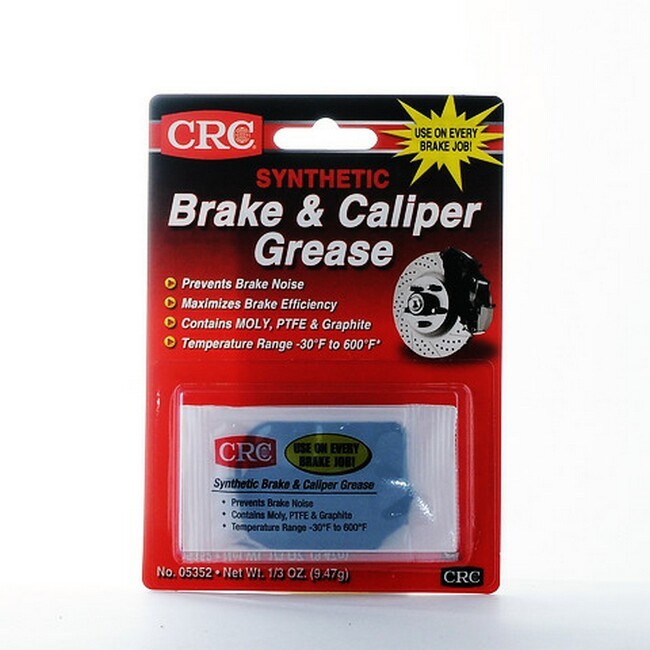 CRC
USE ON EVERY
BRAKE JOB!
SYNTHETIC
Brake & Caliper
Grease
Prevents Brake Noise
Maximizes Brake Efficiency
Contains MOLY, PTFE & Graphite
Temperature Range -30°F to 600°F*
CRC
USE ON EVERY
BRAKE JOB!
Synthetic Brake & Caliper Grease
• Prevents Brake Noise
• Contains Moly, PTFE & Graphite
• Temperature Range -30°F to 600°F
No. 05352 • Net Wt. 1/3 OZ. (9.47g)
CRC